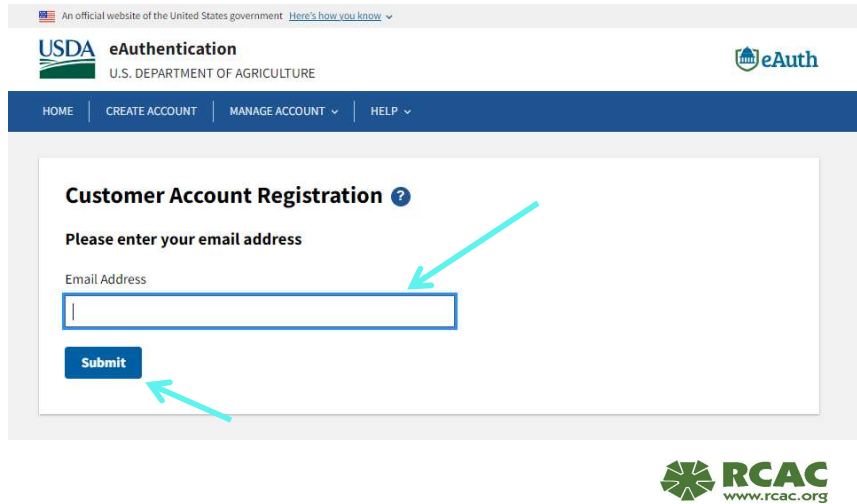 An official website of the United States government Here's how you know
USDA
eAuthentication
U.S. DEPARTMENT OF AGRICULTURE
eAuth
HOME CREATE ACCOUNT MANAGE ACCOUNT HELP
Customer Account Registration ?
Please enter your email address
Email Address
Submit
RCAC
www.rcac.org